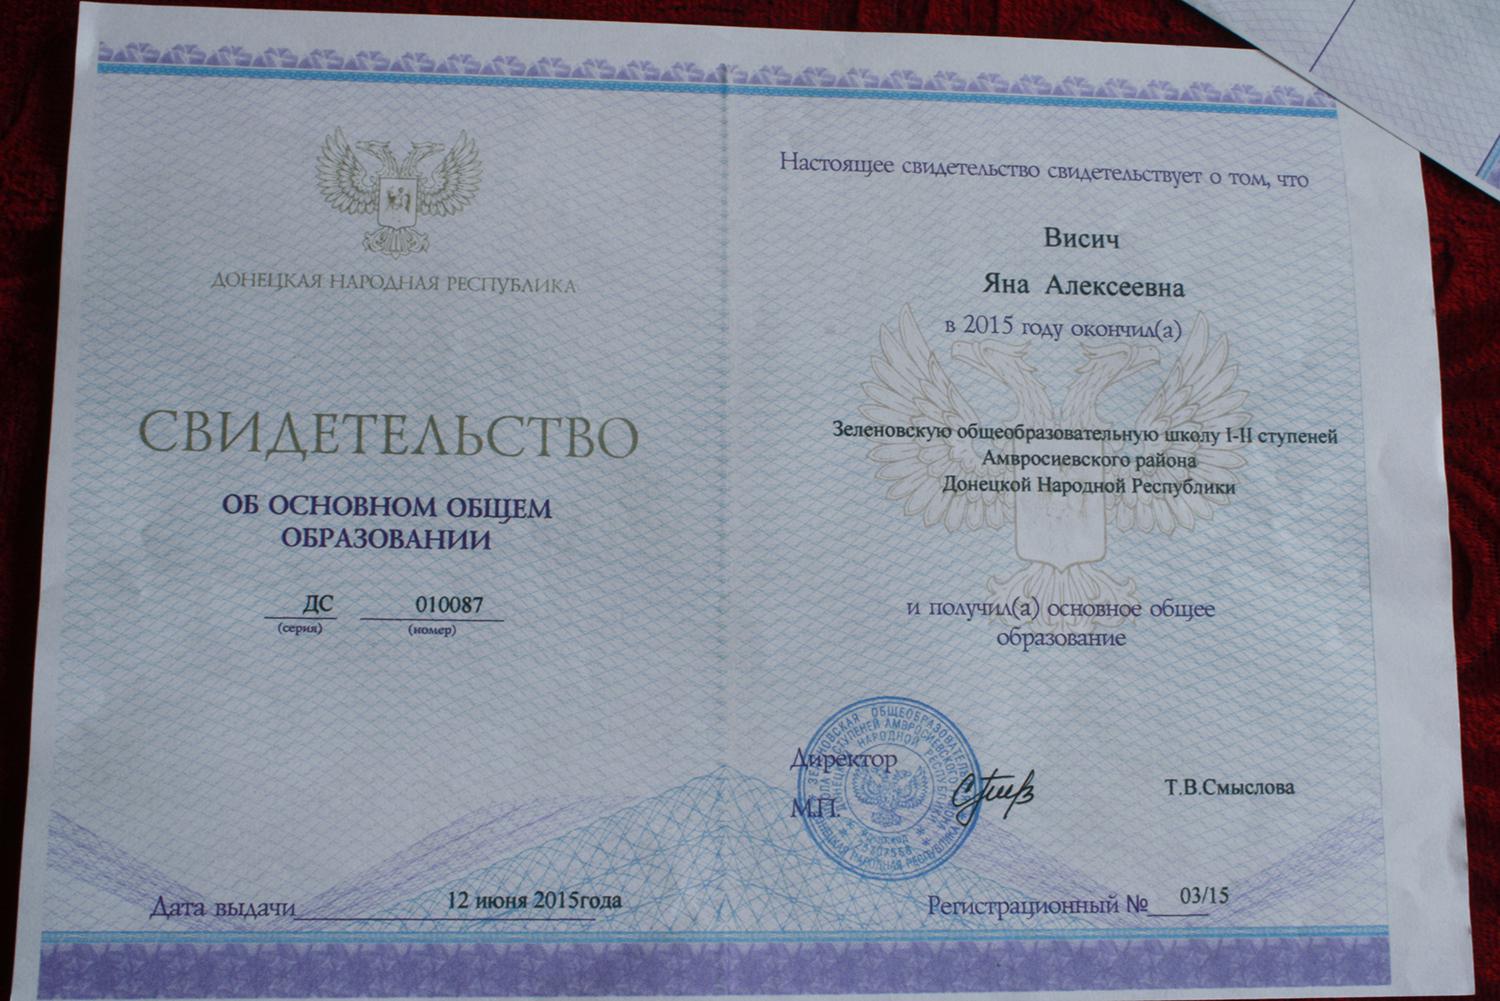 ДОНЕЦКАЯ НАРОДНАЯ РЕСПУБЛИКА
СВИДЕТЕЛЬСТВО
ОБ ОСНОВНОМ ОБЩЕМ
ОБРАЗОВАНИИ
ДС 010087
(серия) (номер)
Дата выдачи 12 июня 2015года
Настоящее свидетельство свидетельствует о том, что
Висич
Яна Алексеевна
в 2015 году окончил(а)
Зеленовскую общеобразовательную школу I-II ступеней
Амвросиевского района
Донецкой Народной Республики
и получил(а) основное общее
образование
Директор
М.П.
Т.В.Смыслова
Регистрационный № 03/15